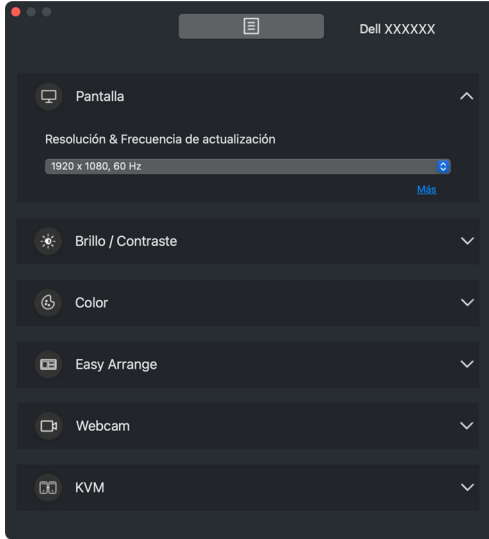 Dell XXXXXX
Pantalla
Resolución & Frecuencia de actualización
1920 x 1080, 60 Hz
Más
Brillo / Contraste
Color
Easy Arrange
Webcam
KVM